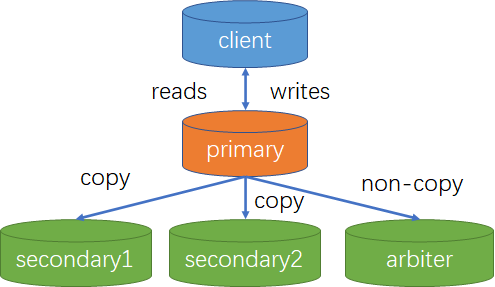 client
reads writes
primary
copy
copy
non-copy
secondary1
secondary2
arbiter